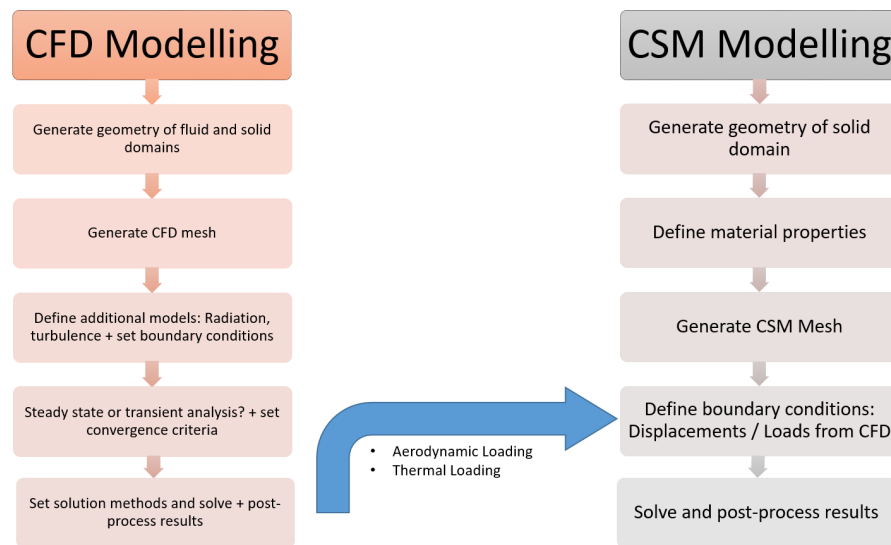 CFD Modelling
Generate geometry of fluid and solid
domains
Generate CFD mesh
Define additional models: Radiation,
turbulence + set boundary conditions
Steady state or transient analysis? + set
convergence criteria
Set solution methods and solve + post-
process results
• Aerodynamic Loading
• Thermal Loading
CSM Modelling
Generate geometry of solid
domain
Define material properties
Generate CSM Mesh
Define boundary conditions:
Displacements / Loads from CFD
Solve and post-process results